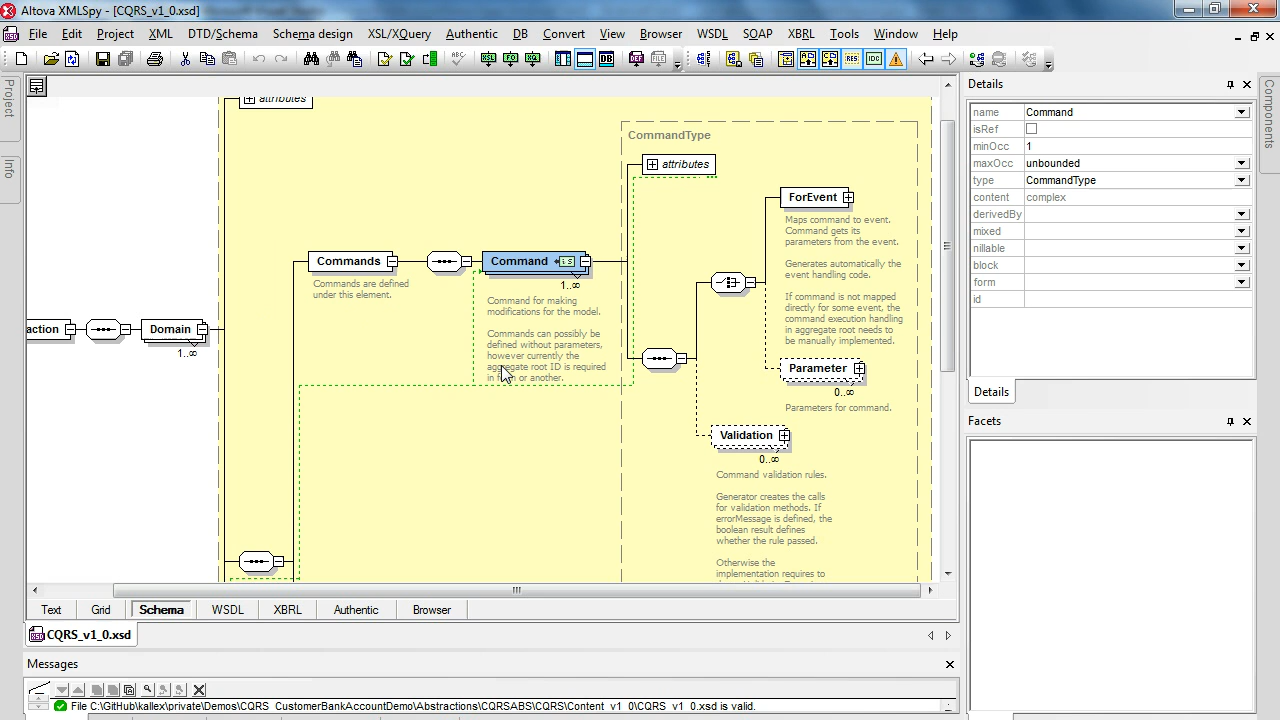 Altova XMLSpy - [CQRS_v1_0.xsd]
File Edit Project XML DTD/Schema Schema design XSL/XQuery Authentic DB Convert View Browser WSDL SOAP XBRL Tools Window Help
Project
Info
attributes
CommandType
attributes
ForEvent
Maps command to event.
Command gets its
parameters from the event.
Generates automatically the
event handling code.
If command is not mapped
directly for some event, the
command execution handling
in aggregate root needs to
be manually implemented.
Commands
Commands are defined
under this element.
Command
1..∞
Command for making
modifications for the model.
Commands can possibly be
defined without parameters,
however currently the
aggregate root ID is required
or another.
action
Domain
1..∞
Parameter
0..∞
Parameters for command.
Validation
0..∞
Command validation rules.
Generator creates the calls
for validation methods. If
errorMessage is defined, the
boolean result defines
whether the rule passed.
Otherwise the
implementation requires to
Text Grid Schema WSDL XBRL Authentic Browser
CQRS_v1_0.xsd
Messages
File C:\GitHub\kallex\private\Demos\CQRS_CustomerBankAccountDemo\Abstractions\CQRSABS\CQRS\Content_v1_0\CQRS_v1_0.xsd is valid.
Details
name Command
isRef
minOcc 1
maxOcc unbounded
type CommandType
content complex
derivedBy
mixed
nillable
block
form
id
Details
Facets
Components